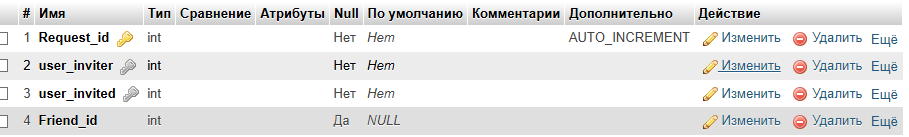 # Имя Тип Сравнение Атрибуты Null По умолчанию Комментарии Дополнительно Действие
1 Request_id int Нет Нет AUTO_INCREMENT Изменить Удалить Ещё
2 user_inviter int Нет Нет Изменить Удалить Ещё
3 user_invited int Нет Нет Изменить Удалить Ещё
4 Friend_id int Да NULL Изменить Удалить Ещё